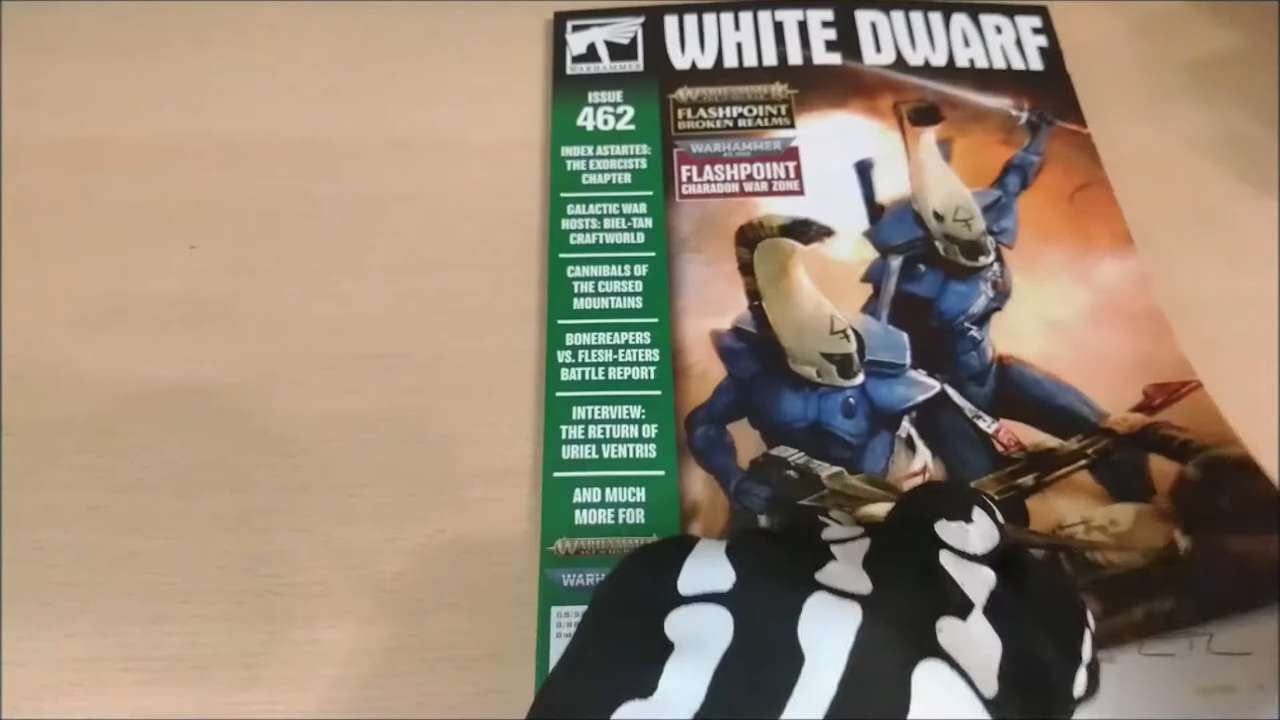 WHITE DWARF
WARHAMMER
ISSUE
462
INDEX ASTARTES:
THE EXORCISTS
CHAPTER
GALACTIC WAR
HOSTS: BIEL-TAN
CRAFTWORLD
CANNIBALS OF
THE CURSED
MOUNTAINS
BONEREAPERS
VS. FLESH-EATERS
BATTLE REPORT
INTERVIEW:
THE RETURN OF
URIEL VENTRIS
AND MUCH
MORE FOR
WARHAMMER
WARH
WARHAMMER
FLASHPOINT
BROKEN REALMS
WARHAMMER
FLASHPOINT
CHARADON WAR ZONE